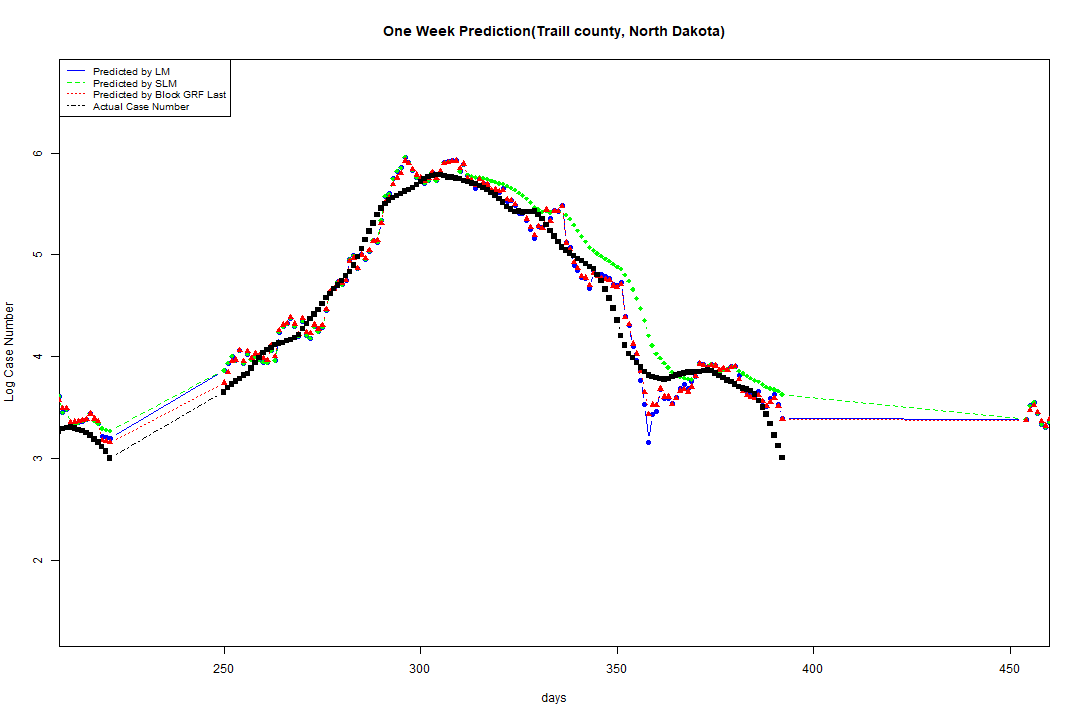 One Week Prediction(Traill county, North Dakota)
Predicted by LM
Predicted by SLM
Predicted by Block GRF Last
Actual Case Number
6
5
4
3
2
Log Case Number
250 300 350 400 450
days